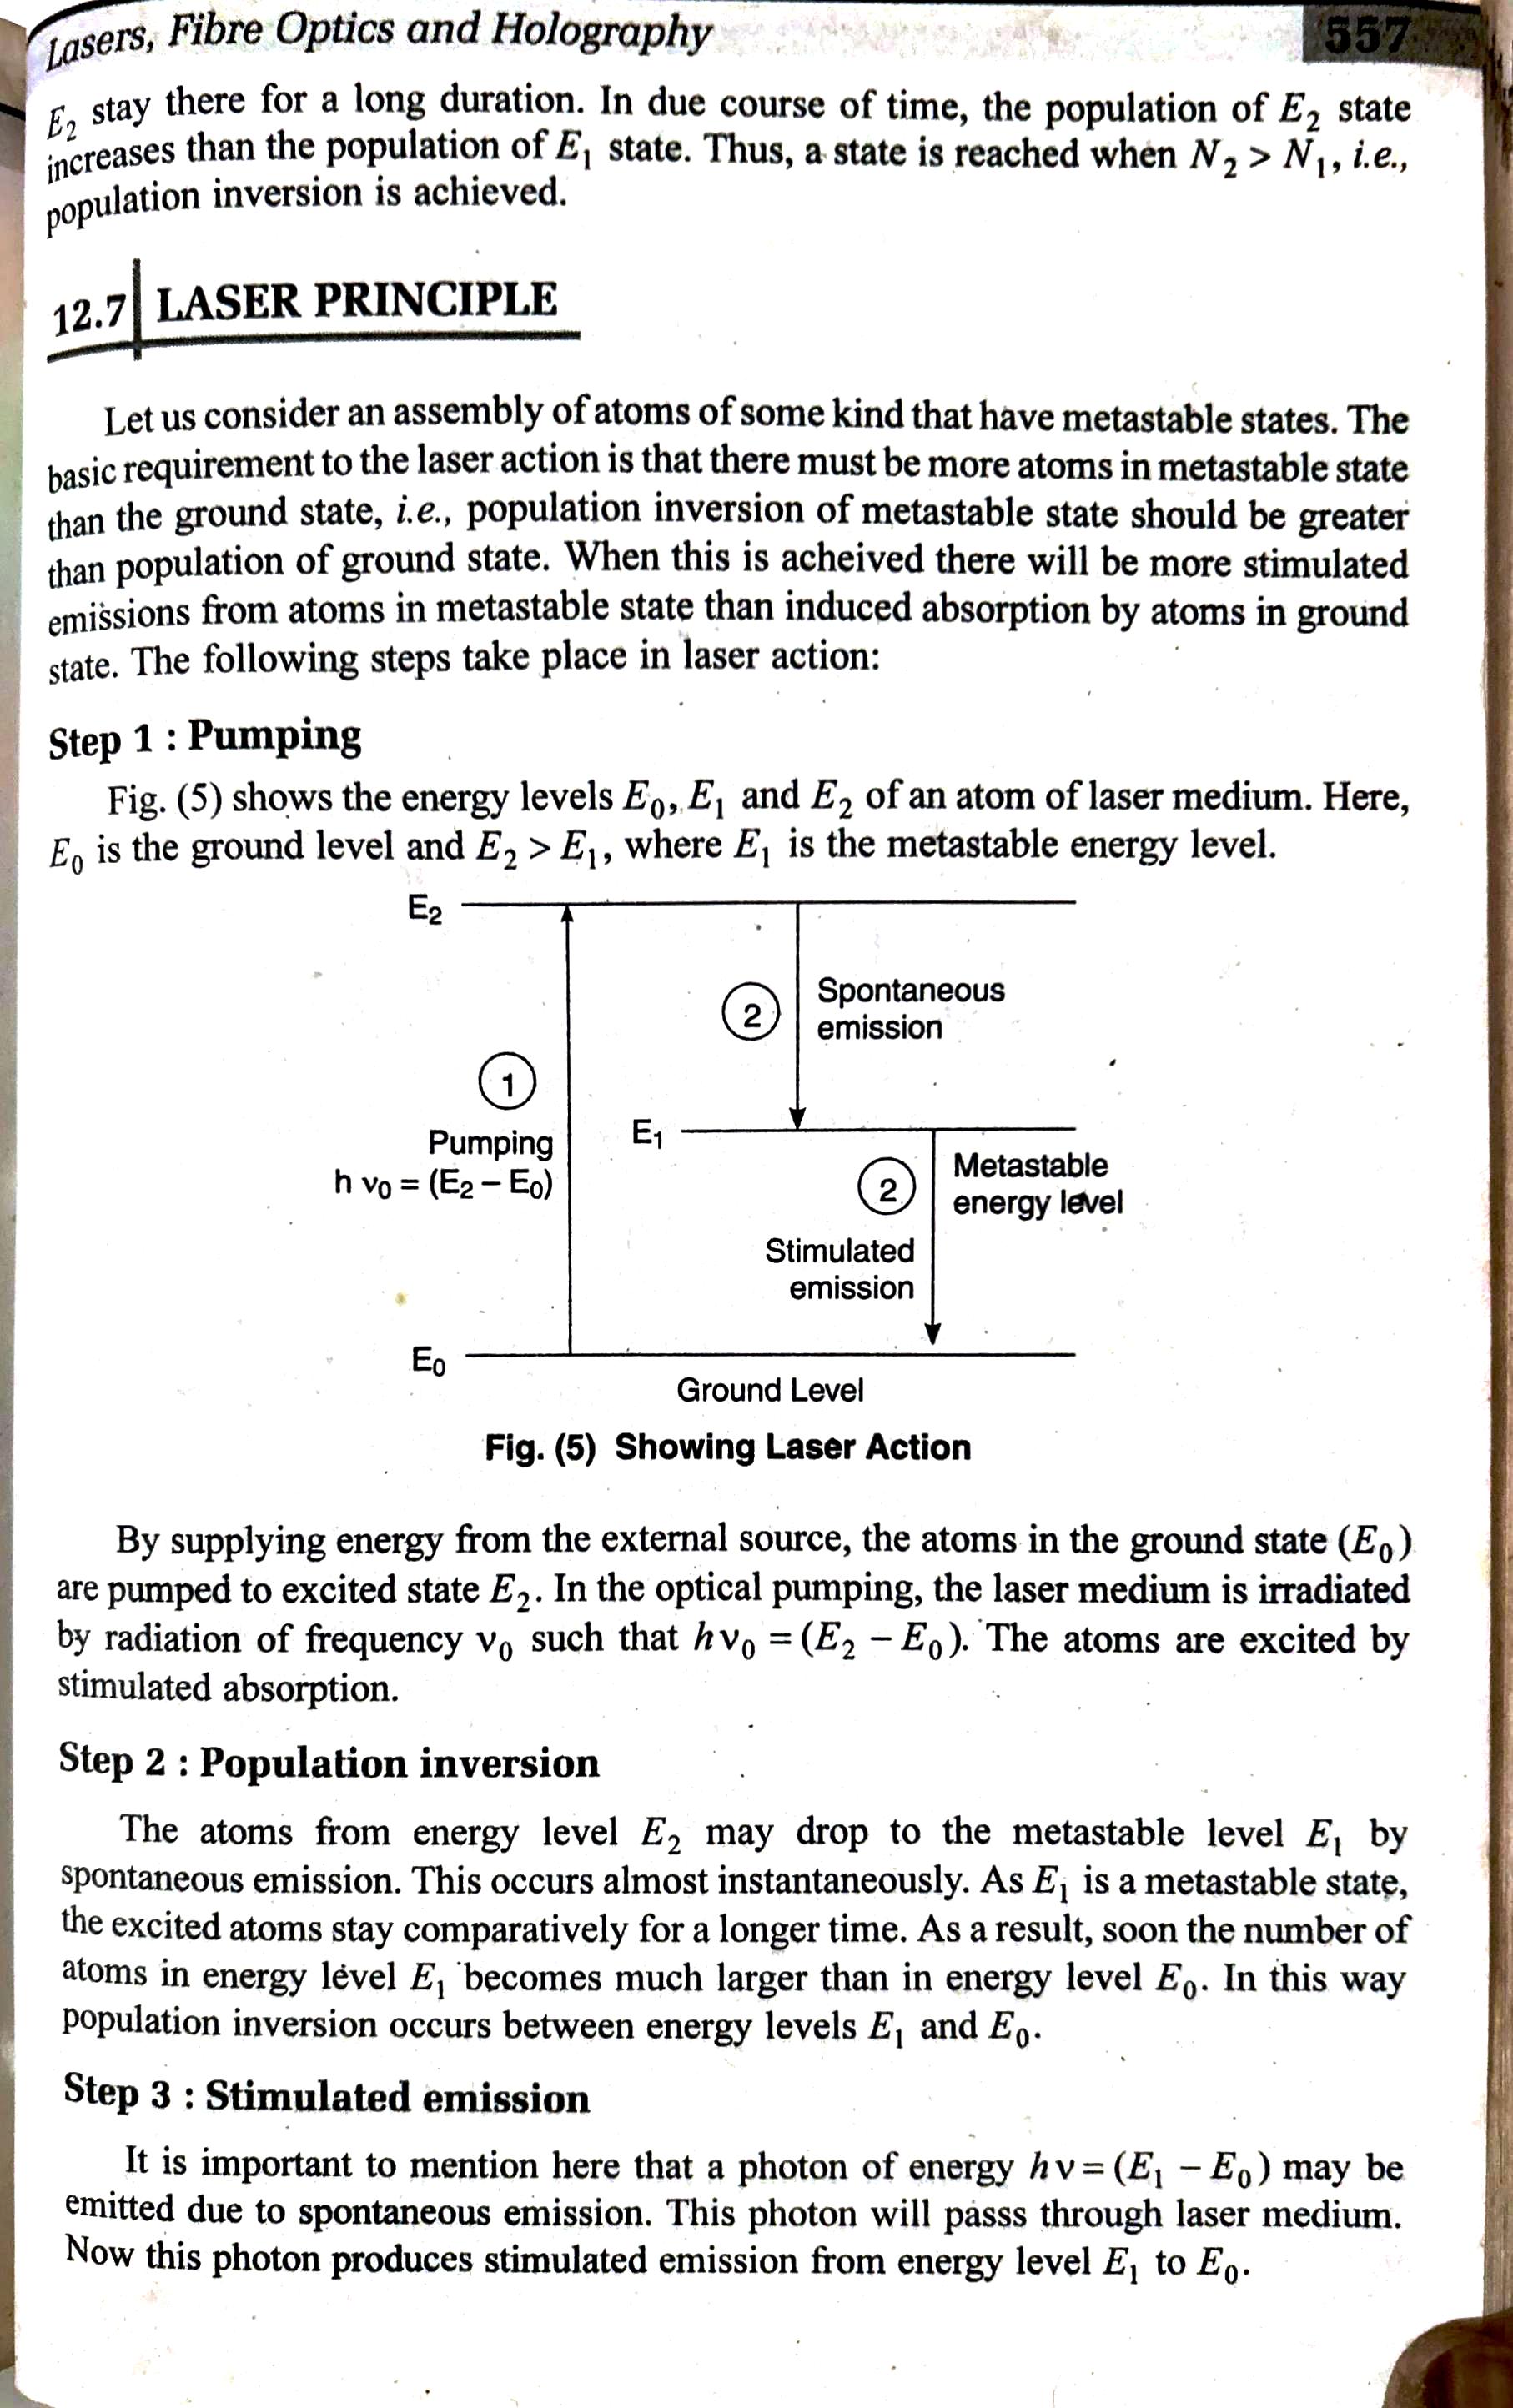 Lasers, Fibre Optics and Holography 557
E₂ stay there for a long duration. In due course of time, the population of E₂ state
increases than the population of E₁ state. Thus, a state is reached when N₂ > N₁, i.e.,
population inversion is achieved.
12.7 LASER PRINCIPLE
Let us consider an assembly of atoms of some kind that have metastable states. The
basic requirement to the laser action is that there must be more atoms in metastable state
than the ground state, i.e., population inversion of metastable state should be greater
than population of ground state. When this is acheived there will be more stimulated
emissions from atoms in metastable state than induced absorption by atoms in ground
state. The following steps take place in laser action:
Step 1 : Pumping
Fig. (5) shows the energy levels E₀, E₁ and E₂ of an atom of laser medium. Here,
E₀ is the ground level and E₂ > E₁, where E₁ is the metastable energy level.
E₂
2
Spontaneous
emission
1
Pumping
h ν₀ = (E₂ – E₀)
E₁
2
Metastable
energy level
Stimulated
emission
E₀
Ground Level
Fig. (5) Showing Laser Action
By supplying energy from the external source, the atoms in the ground state (E₀)
are pumped to excited state E₂. In the optical pumping, the laser medium is irradiated
by radiation of frequency ν₀ such that hν₀ = (E₂ – E₀). The atoms are excited by
stimulated absorption.
Step 2 : Population inversion
The atoms from energy level E₂ may drop to the metastable level E₁ by
spontaneous emission. This occurs almost instantaneously. As E₁ is a metastable state,
the excited atoms stay comparatively for a longer time. As a result, soon the number of
atoms in energy level E₁ becomes much larger than in energy level E₀. In this way
population inversion occurs between energy levels E₁ and E₀.
Step 3 : Stimulated emission
It is important to mention here that a photon of energy hν = (E₁ – E₀) may be
emitted due to spontaneous emission. This photon will passs through laser medium.
Now this photon produces stimulated emission from energy level E₁ to E₀.